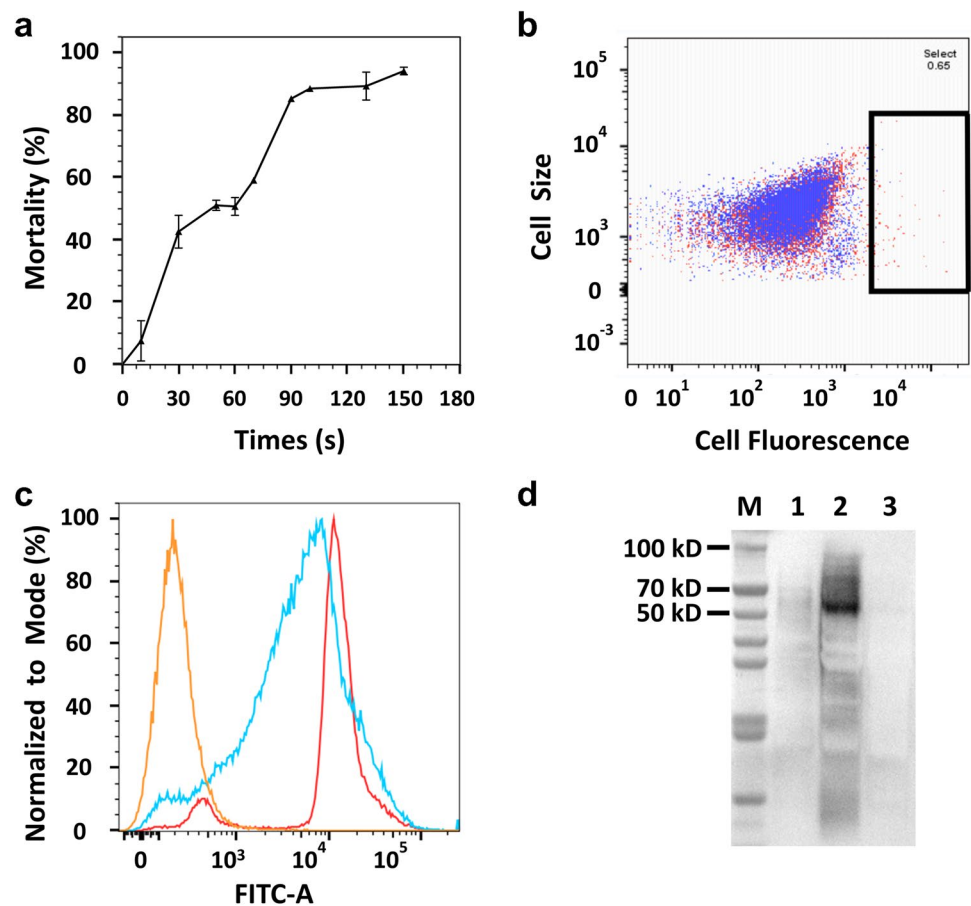 a
Mortality (%)
100
80
60
40
20
0
0 30 60 90 120 150 180
Times (s)
b
Cell Size
10^5
10^4
10^3
0
10^-3
Select
0.65
0 10^1 10^2 10^3 10^4
Cell Fluorescence
c
Normalized to Mode (%)
100
80
60
40
20
0
0 10^3 10^4 10^5
FITC-A
d
M 1 2 3
100 kD
70 kD
50 kD